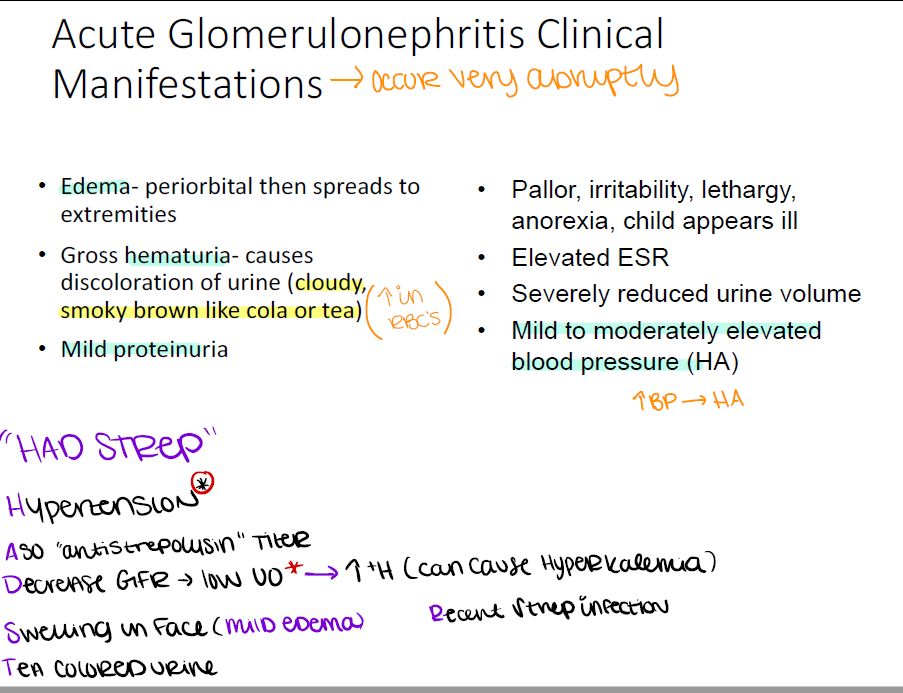 Acute Glomerulonephritis Clinical
Manifestations → occur very abruptly
• Edema- periorbital then spreads to
extremities
• Gross hematuria- causes
discoloration of urine (cloudy,
smoky brown like cola or tea) (↑ in
RBC's)
• Mild proteinuria
• Pallor, irritability, lethargy,
anorexia, child appears ill
• Elevated ESR
• Severely reduced urine volume
• Mild to moderately elevated
blood pressure (HA)
↑BP → HA
"HAD STREP"
Hypertension *
ASO "antistrepolysin" Titer
Decrease GFR → low UO * → ↑ +H (can cause Hyperkalemia)
Swelling in Face (mild edema)
Tea colored urine
Recent strep infection